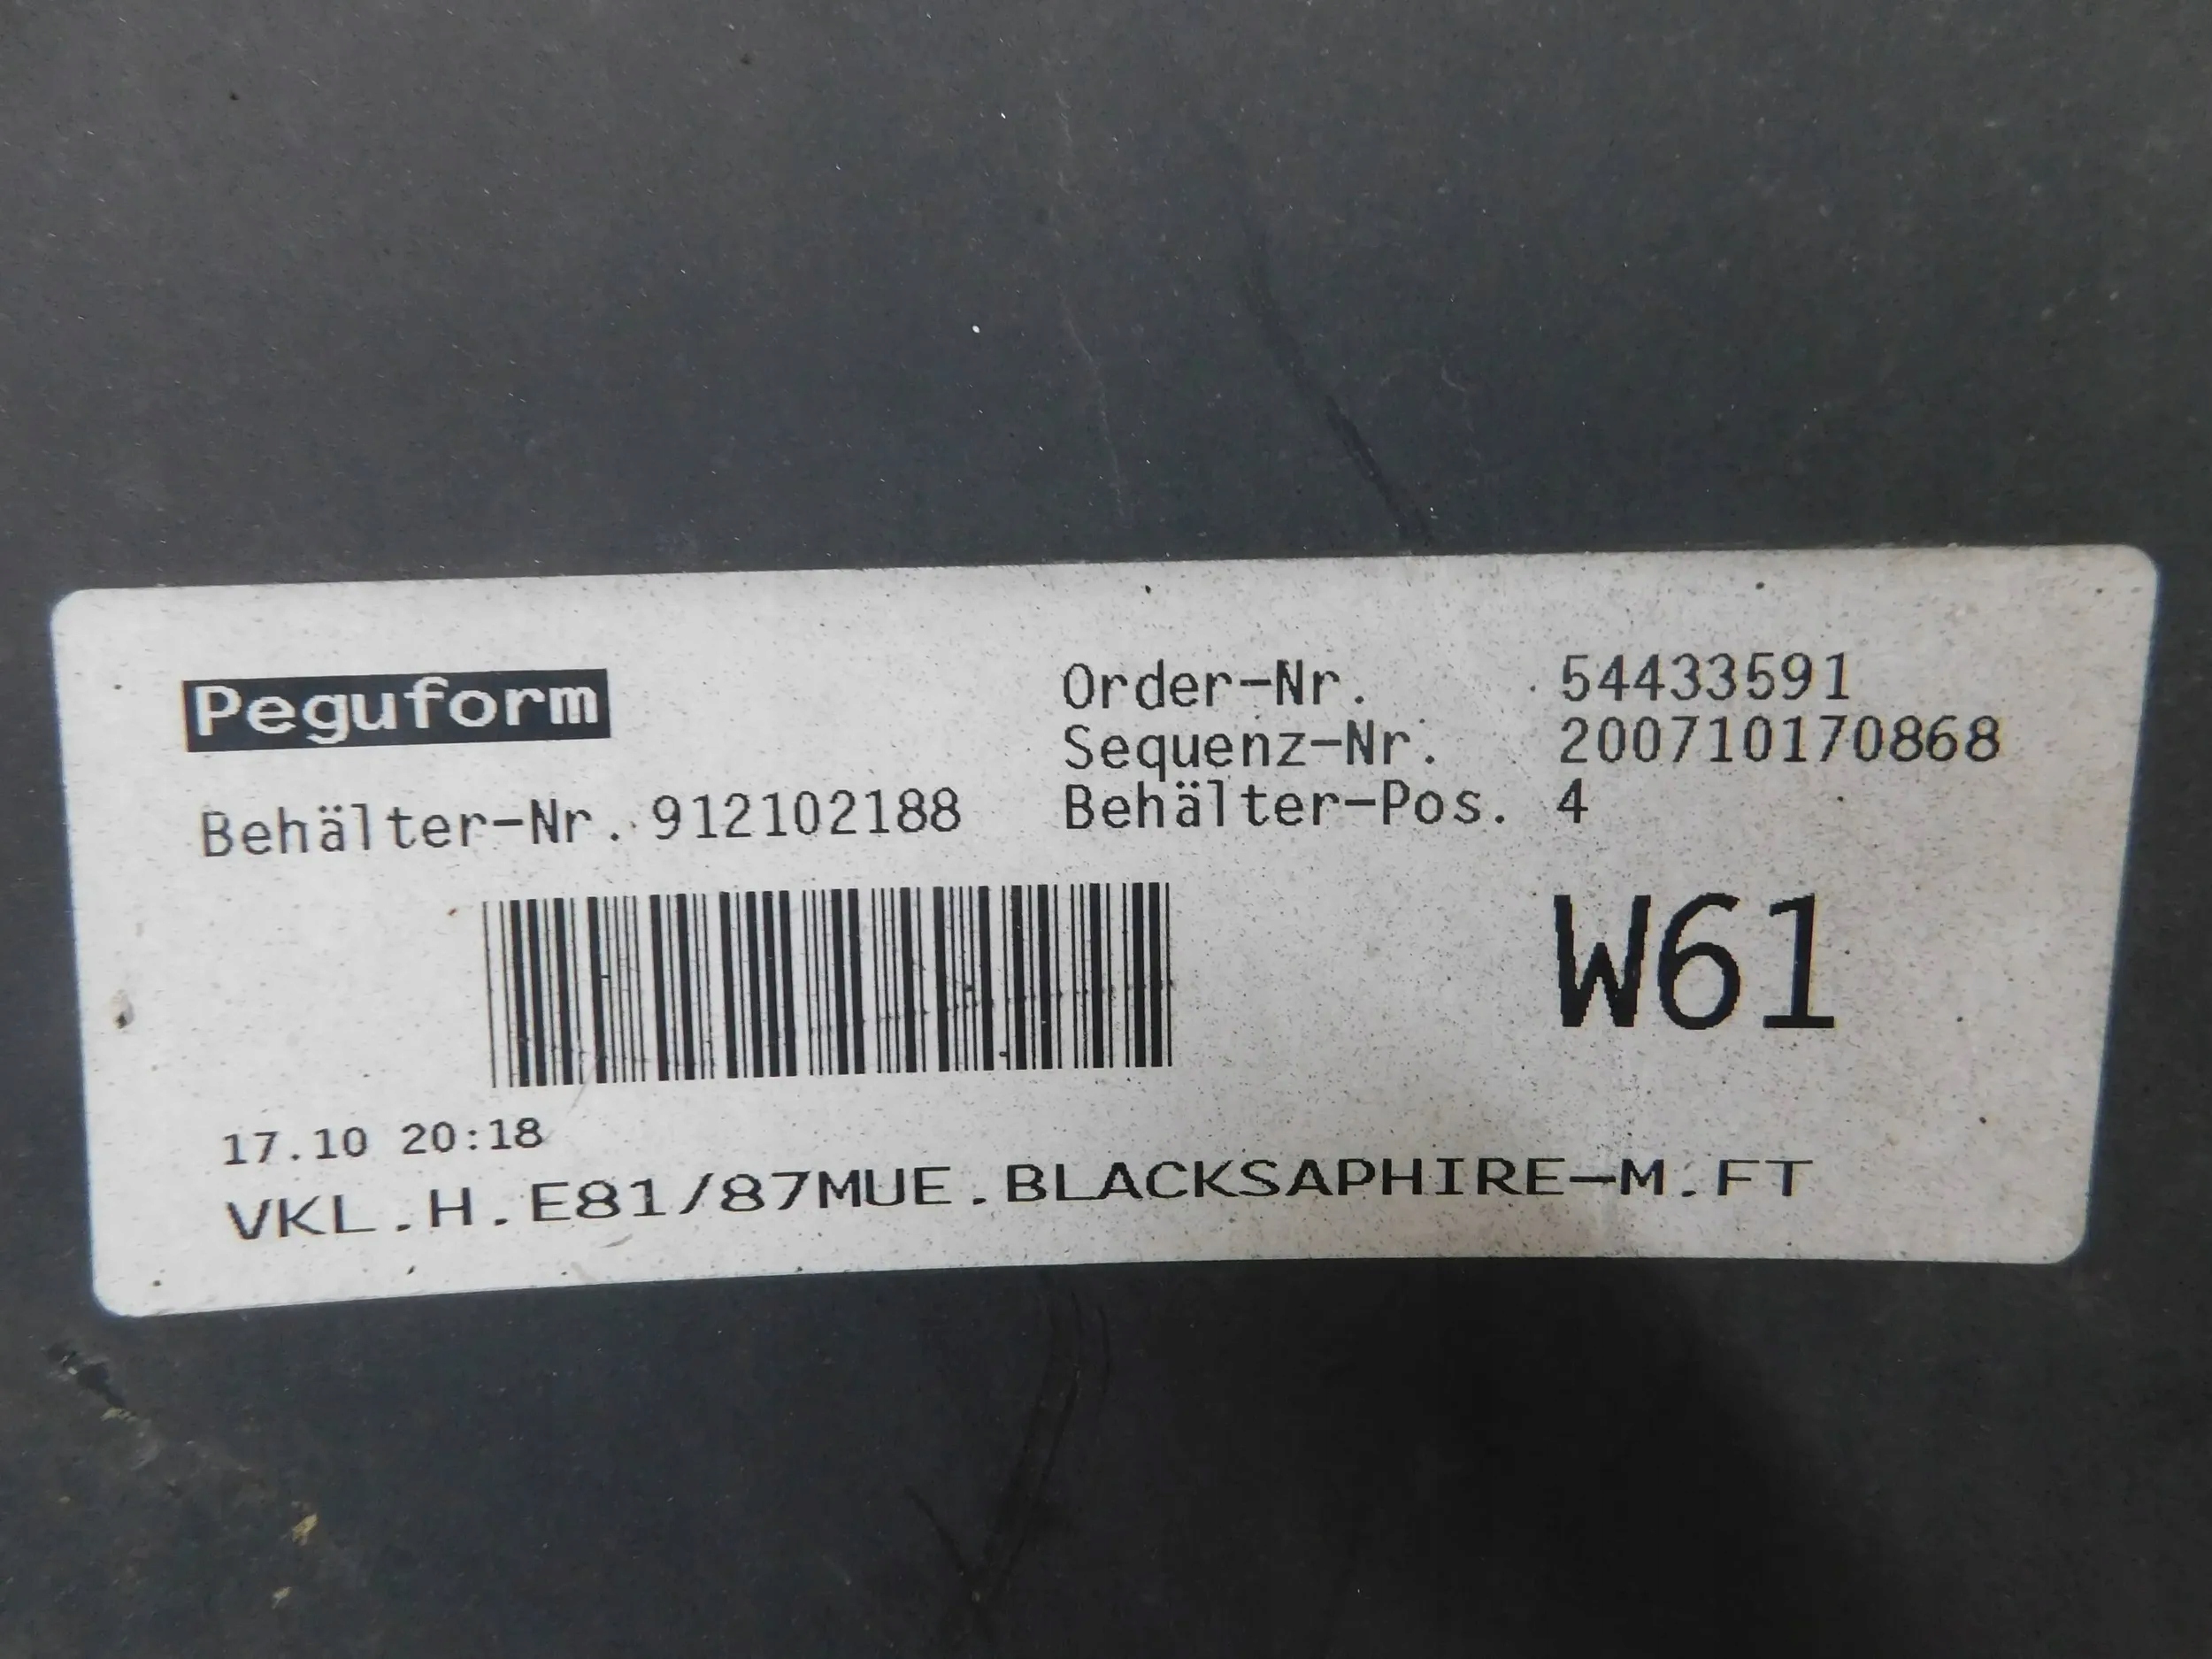 Peguform
Order-Nr. 54433591
Sequenz-Nr. 200710170868
Behälter-Nr. 912102188
Behälter-Pos. 4
W61
17.10 20:18
VKL.H.E81/87MUE.BLACKSAPHIRE-M.FT